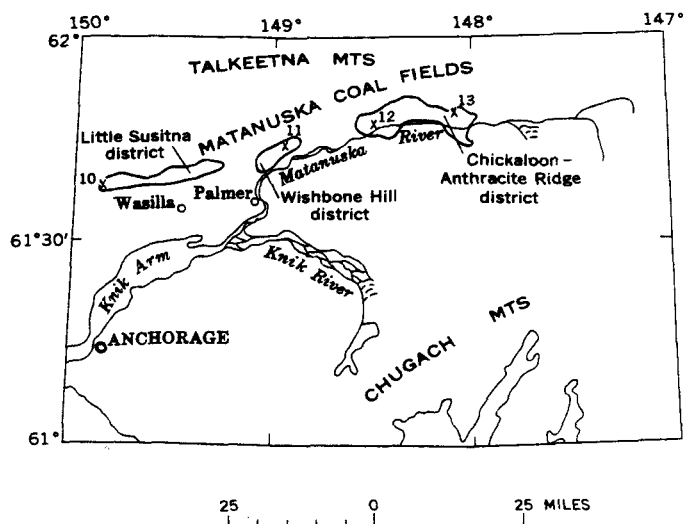 150°
149°
148°
147°
62°
TALKEETNA MTS
MATANUSKA COAL FIELDS
13
12
11
Little Susitna
district
River
Matanuska
Chickaloon –
Anthracite Ridge
district
10
Wasilla
Palmer
Wishbone Hill
district
61°30'
Knik Arm
Knik River
ANCHORAGE
CHUGACH MTS
61°
25 0 25 MILES